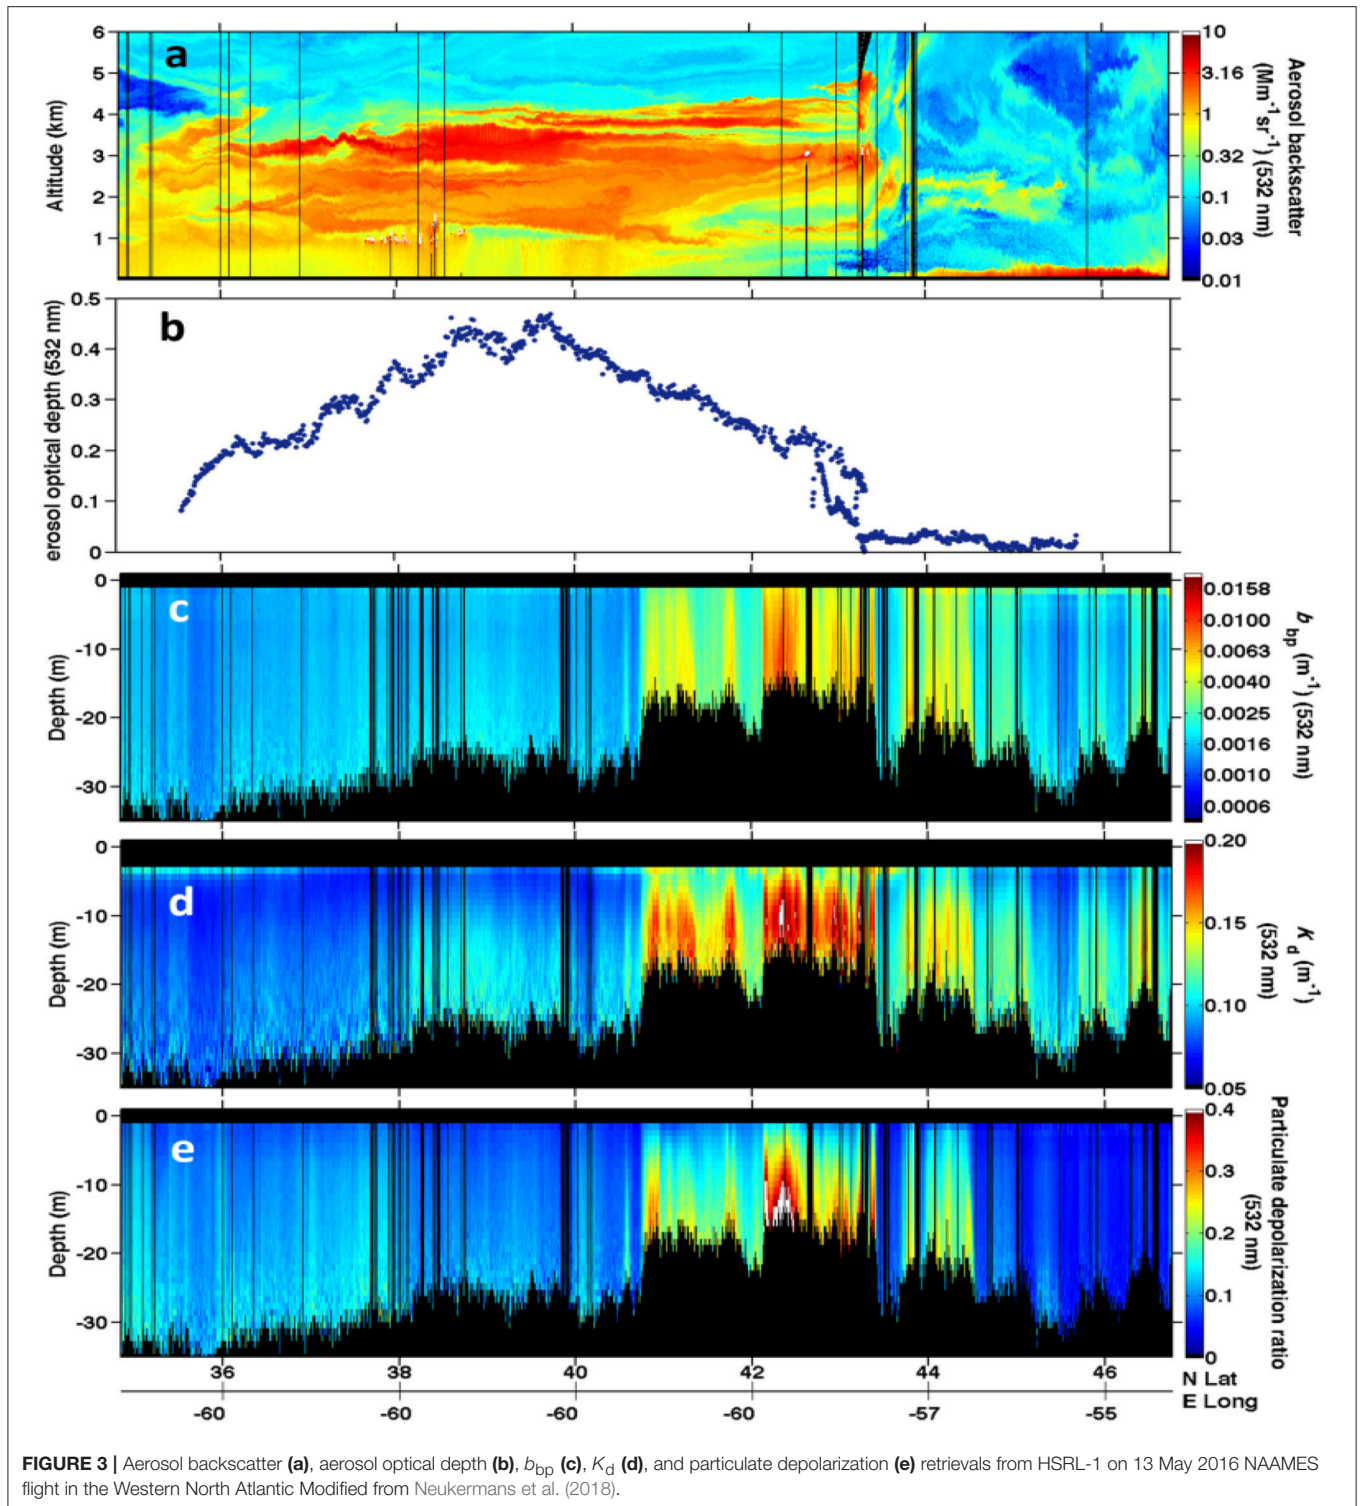 a
6
5
4
3
2
1
Altitude (km)
10
3.16
1
0.32
0.1
0.03
0.01
Aerosol backscatter
(Mm⁻¹sr⁻¹) (532 nm)
b
0.5
0.4
0.3
0.2
0.1
0
erosol optical depth (532 nm)
c
0
-10
-20
-30
Depth (m)
0.0158
0.0100
0.0063
0.0040
0.0025
0.0016
0.0010
0.0006
b bp (m⁻¹) (532 nm)
d
0
-10
-20
-30
Depth (m)
0.20
0.15
0.10
0.05
K d (m⁻¹)
(532 nm)
e
0
-10
-20
-30
Depth (m)
0.4
0.3
0.2
0.1
0
Particulate depolarization ratio
(532 nm)
36 38 40 42 44 46 N Lat
-60 -60 -60 -60 -57 -55 E Long
FIGURE 3 | Aerosol backscatter (a), aerosol optical depth (b), bbp (c), Kd (d), and particulate depolarization (e) retrievals from HSRL-1 on 13 May 2016 NAAMES
flight in the Western North Atlantic Modified from Neukermans et al. (2018).